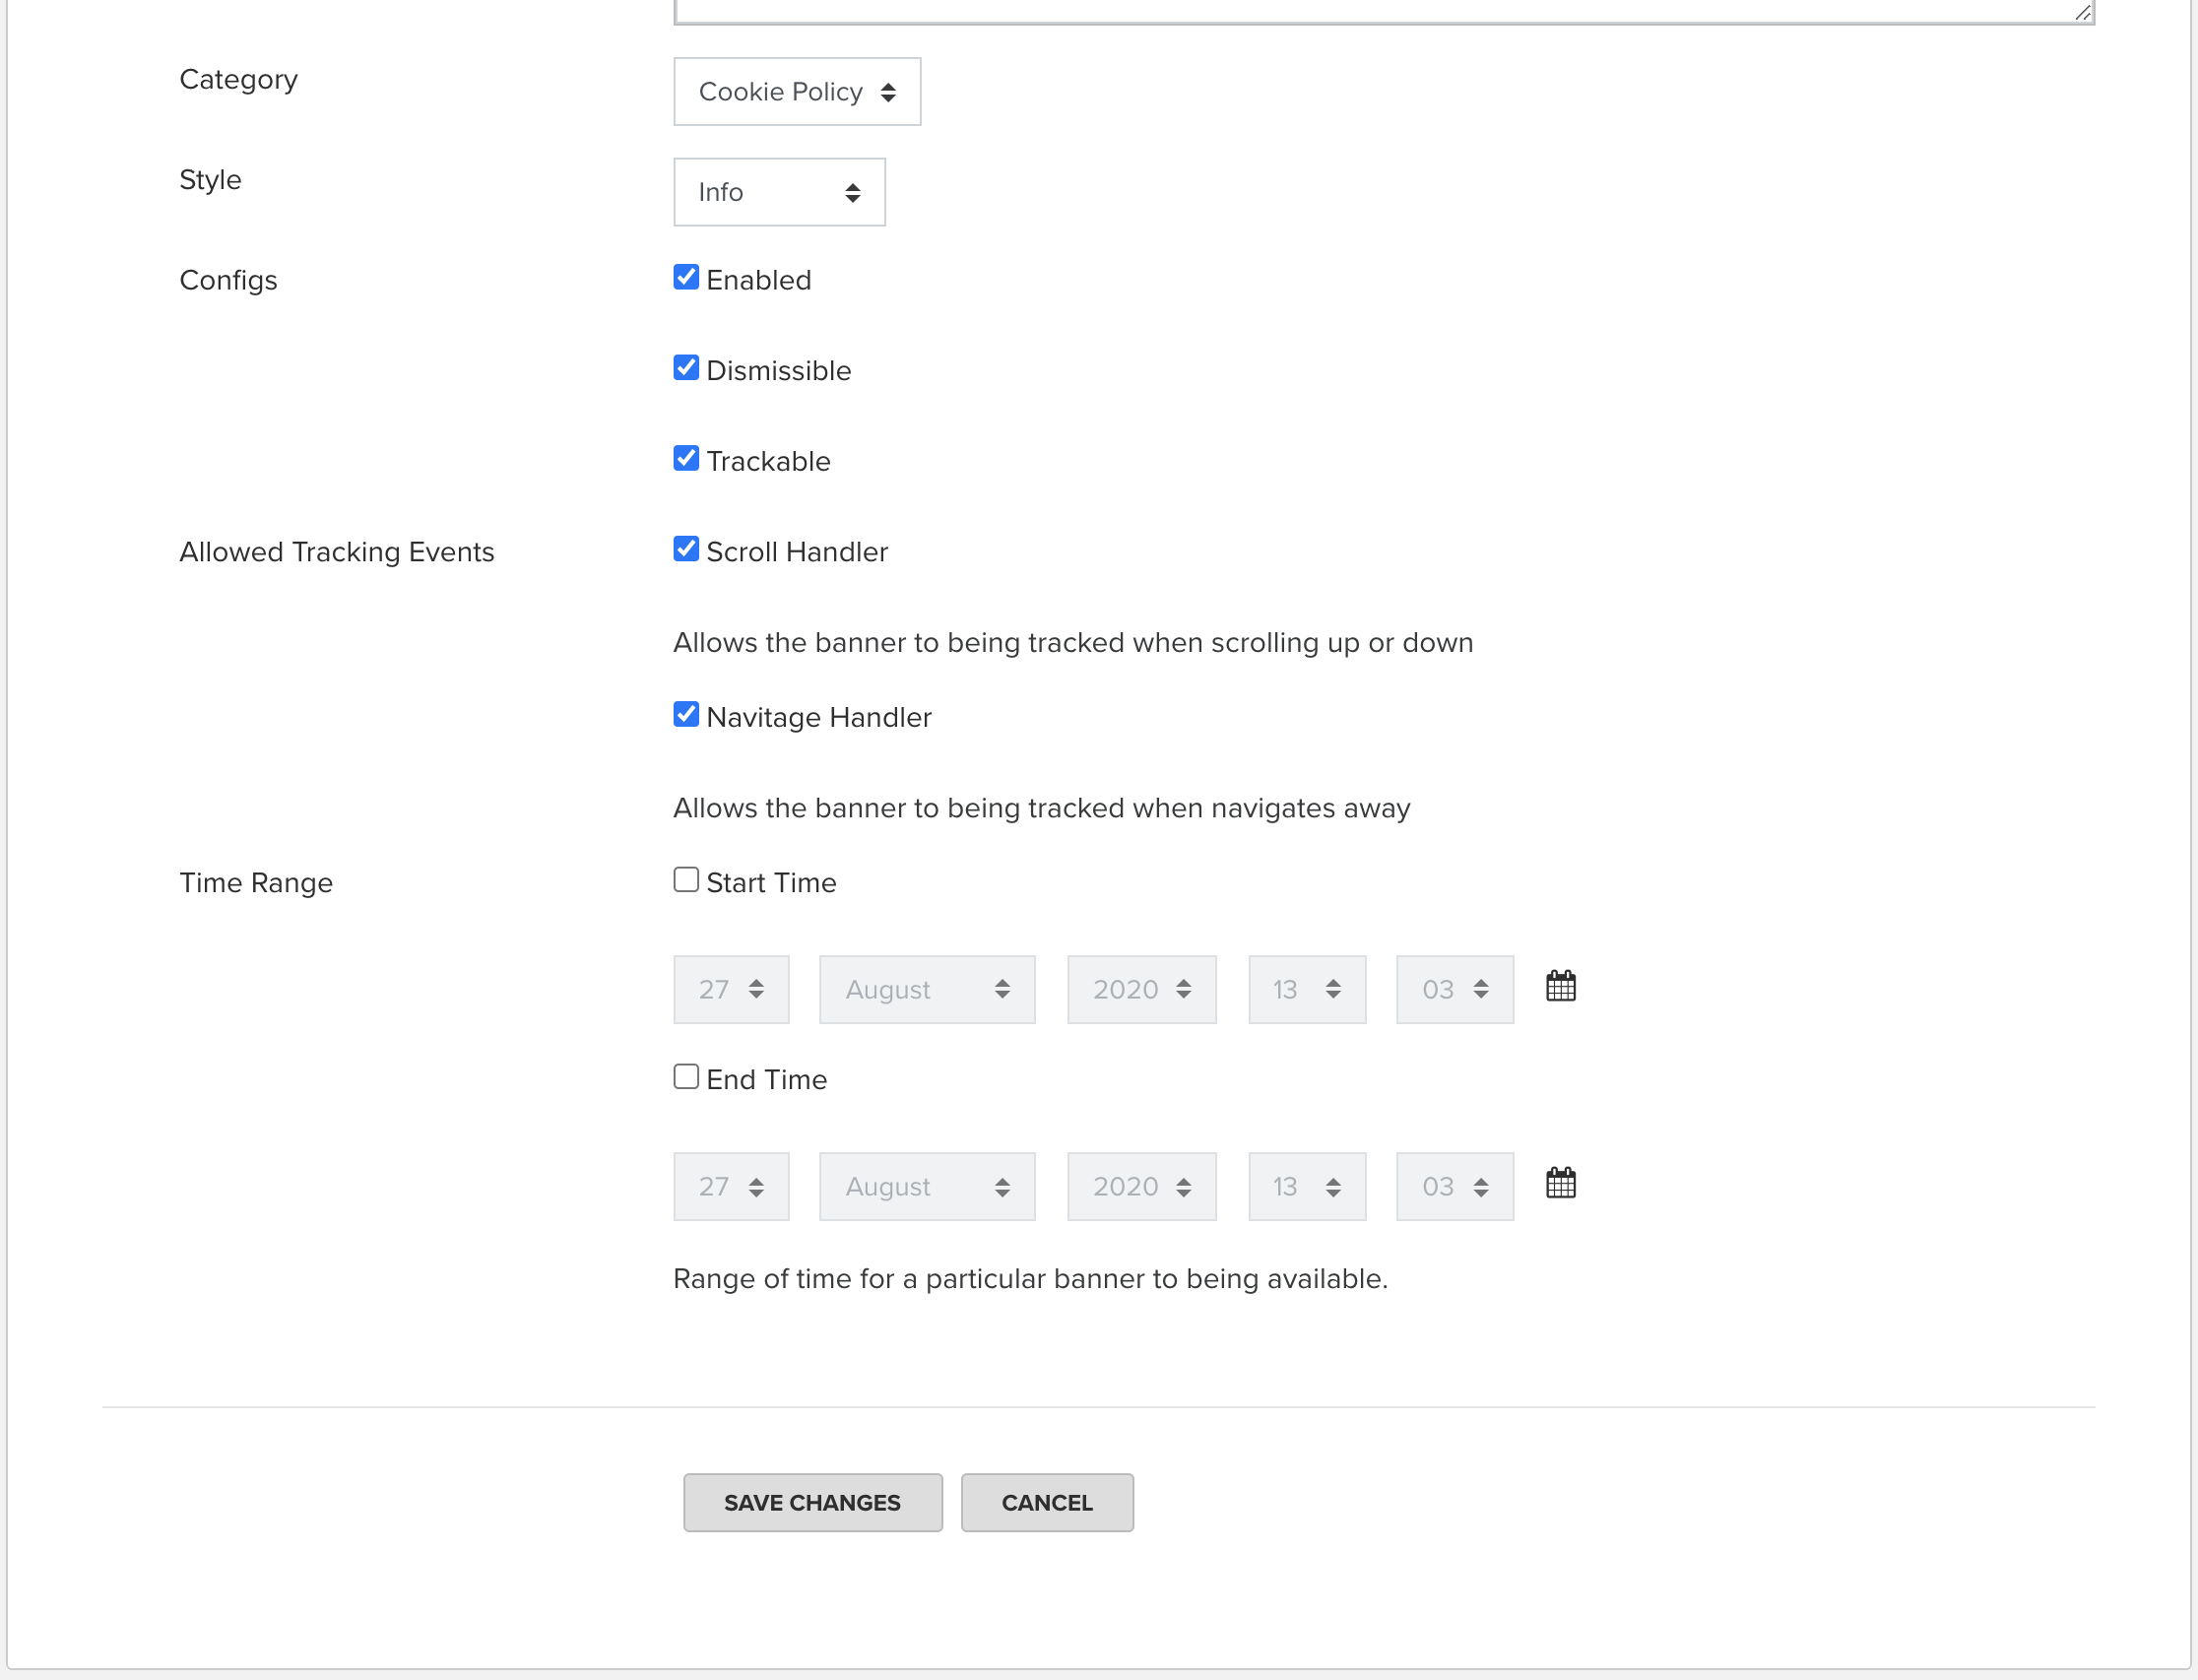 Category
Cookie Policy
Style
Info
Configs
Enabled
Dismissible
Trackable
Allowed Tracking Events
Scroll Handler
Allows the banner to being tracked when scrolling up or down
Navitage Handler
Allows the banner to being tracked when navigates away
Time Range
Start Time
27 August 2020 13 03
End Time
27 August 2020 13 03
Range of time for a particular banner to being available.
SAVE CHANGES CANCEL